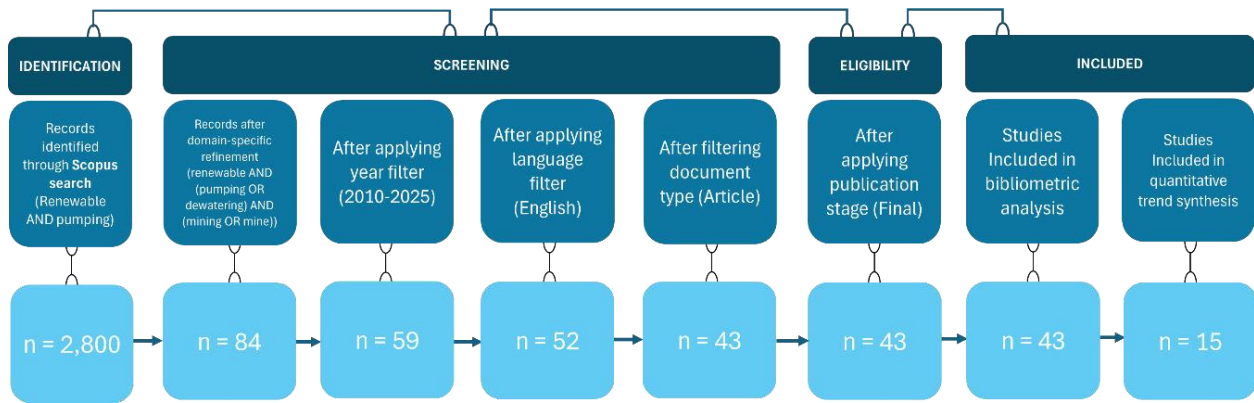 IDENTIFICATION
SCREENING
ELIGIBILITY
INCLUDED
Records
identified
through Scopus
search
(Renewable
AND pumping)
Records after
domain-specific
refinement
(renewable AND
(pumping OR
dewatering) AND
(mining OR mine))
After applying
year filter
(2010-2025)
After applying
language
filter
(English)
After filtering
document
type (Article)
After
applying
publication
stage (Final)
Studies
Included in
bibliometric
analysis
Studies
Included in
quantitative
trend synthesis
n = 2,800
n = 84
n = 59
n = 52
n = 43
n = 43
n = 43
n = 15